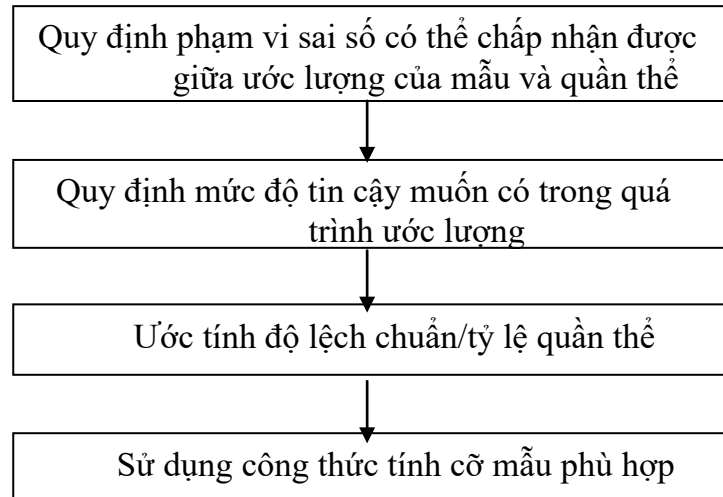 Quy định phạm vi sai số có thể chấp nhận được
giữa ước lượng của mẫu và quần thể
Quy định mức độ tin cậy muốn có trong quá
trình ước lượng
Ước tính độ lệch chuẩn/tỷ lệ quần thể
Sử dụng công thức tính cỡ mẫu phù hợp